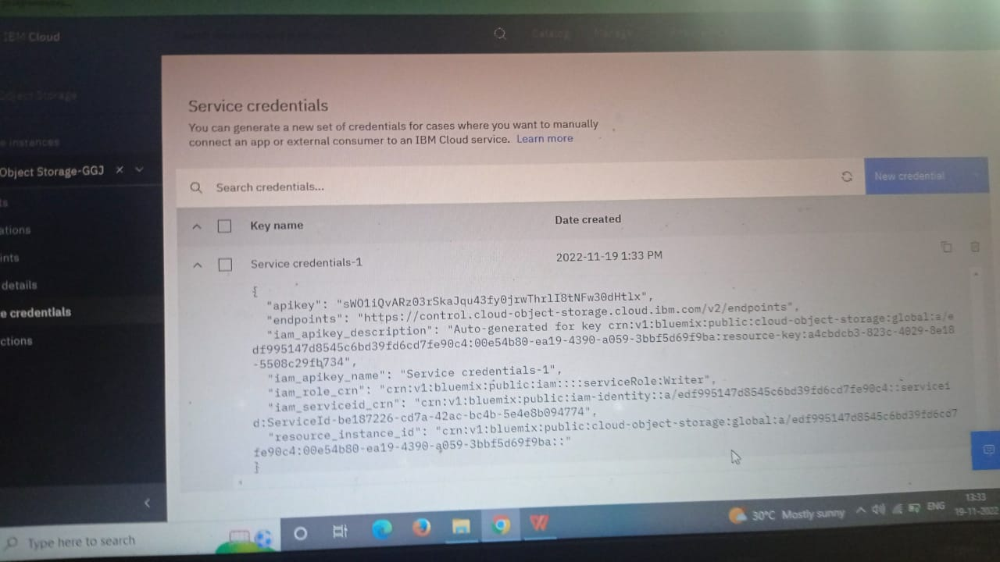 IBM Cloud
Catalog Manage
Object Storage
Service credentials
You can generate a new set of credentials for cases where you want to manually
connect an app or external consumer to an IBM Cloud service. Learn more
instances
Object Storage-GGJ
Search credentials...
New credential
Key name
Date created
Service credentials-1
2022-11-19 1:33 PM
details
credentials
{
"apikey":
"endpoints": "https://control.cloud-object-storage.cloud.ibm.com/v2/endpoints",
"iam_apikey_description": "Auto-generated for key crn:v1:bluemix:public:cloud-object-storage:global:a/e
df995147d8545c6bd39fd6cd7fe90c4:00e54b80-ea19-4390-a059-3bbf5d69f9ba:resource-key:a4cbdcb3-823c-4029-8e18
-5508c29fb734",
"iam_apikey_name": "Service credentials-1",
"iam_role_crn": "crn:v1:bluemix:public:iam::::serviceRole:Writer",
"iam_serviceid_crn": "crn:v1:bluemix:public:iam-identity::a/edf995147d8545c6bd39fd6cd7fe90c4::servicei
d:ServiceId-be187226-cd7a-42ac-bc4b-5e4e8b094774",
"resource_instance_id": "crn:v1:bluemix:public:cloud-object-storage:global:a/edf995147d8545c6bd39fd6cd7
fe90c4:00e54b80-ea19-4390-a059-3bbf5d69f9ba::"
}
Type here to search
30°C Mostly sunny
ENG
13:33
19-11-2022